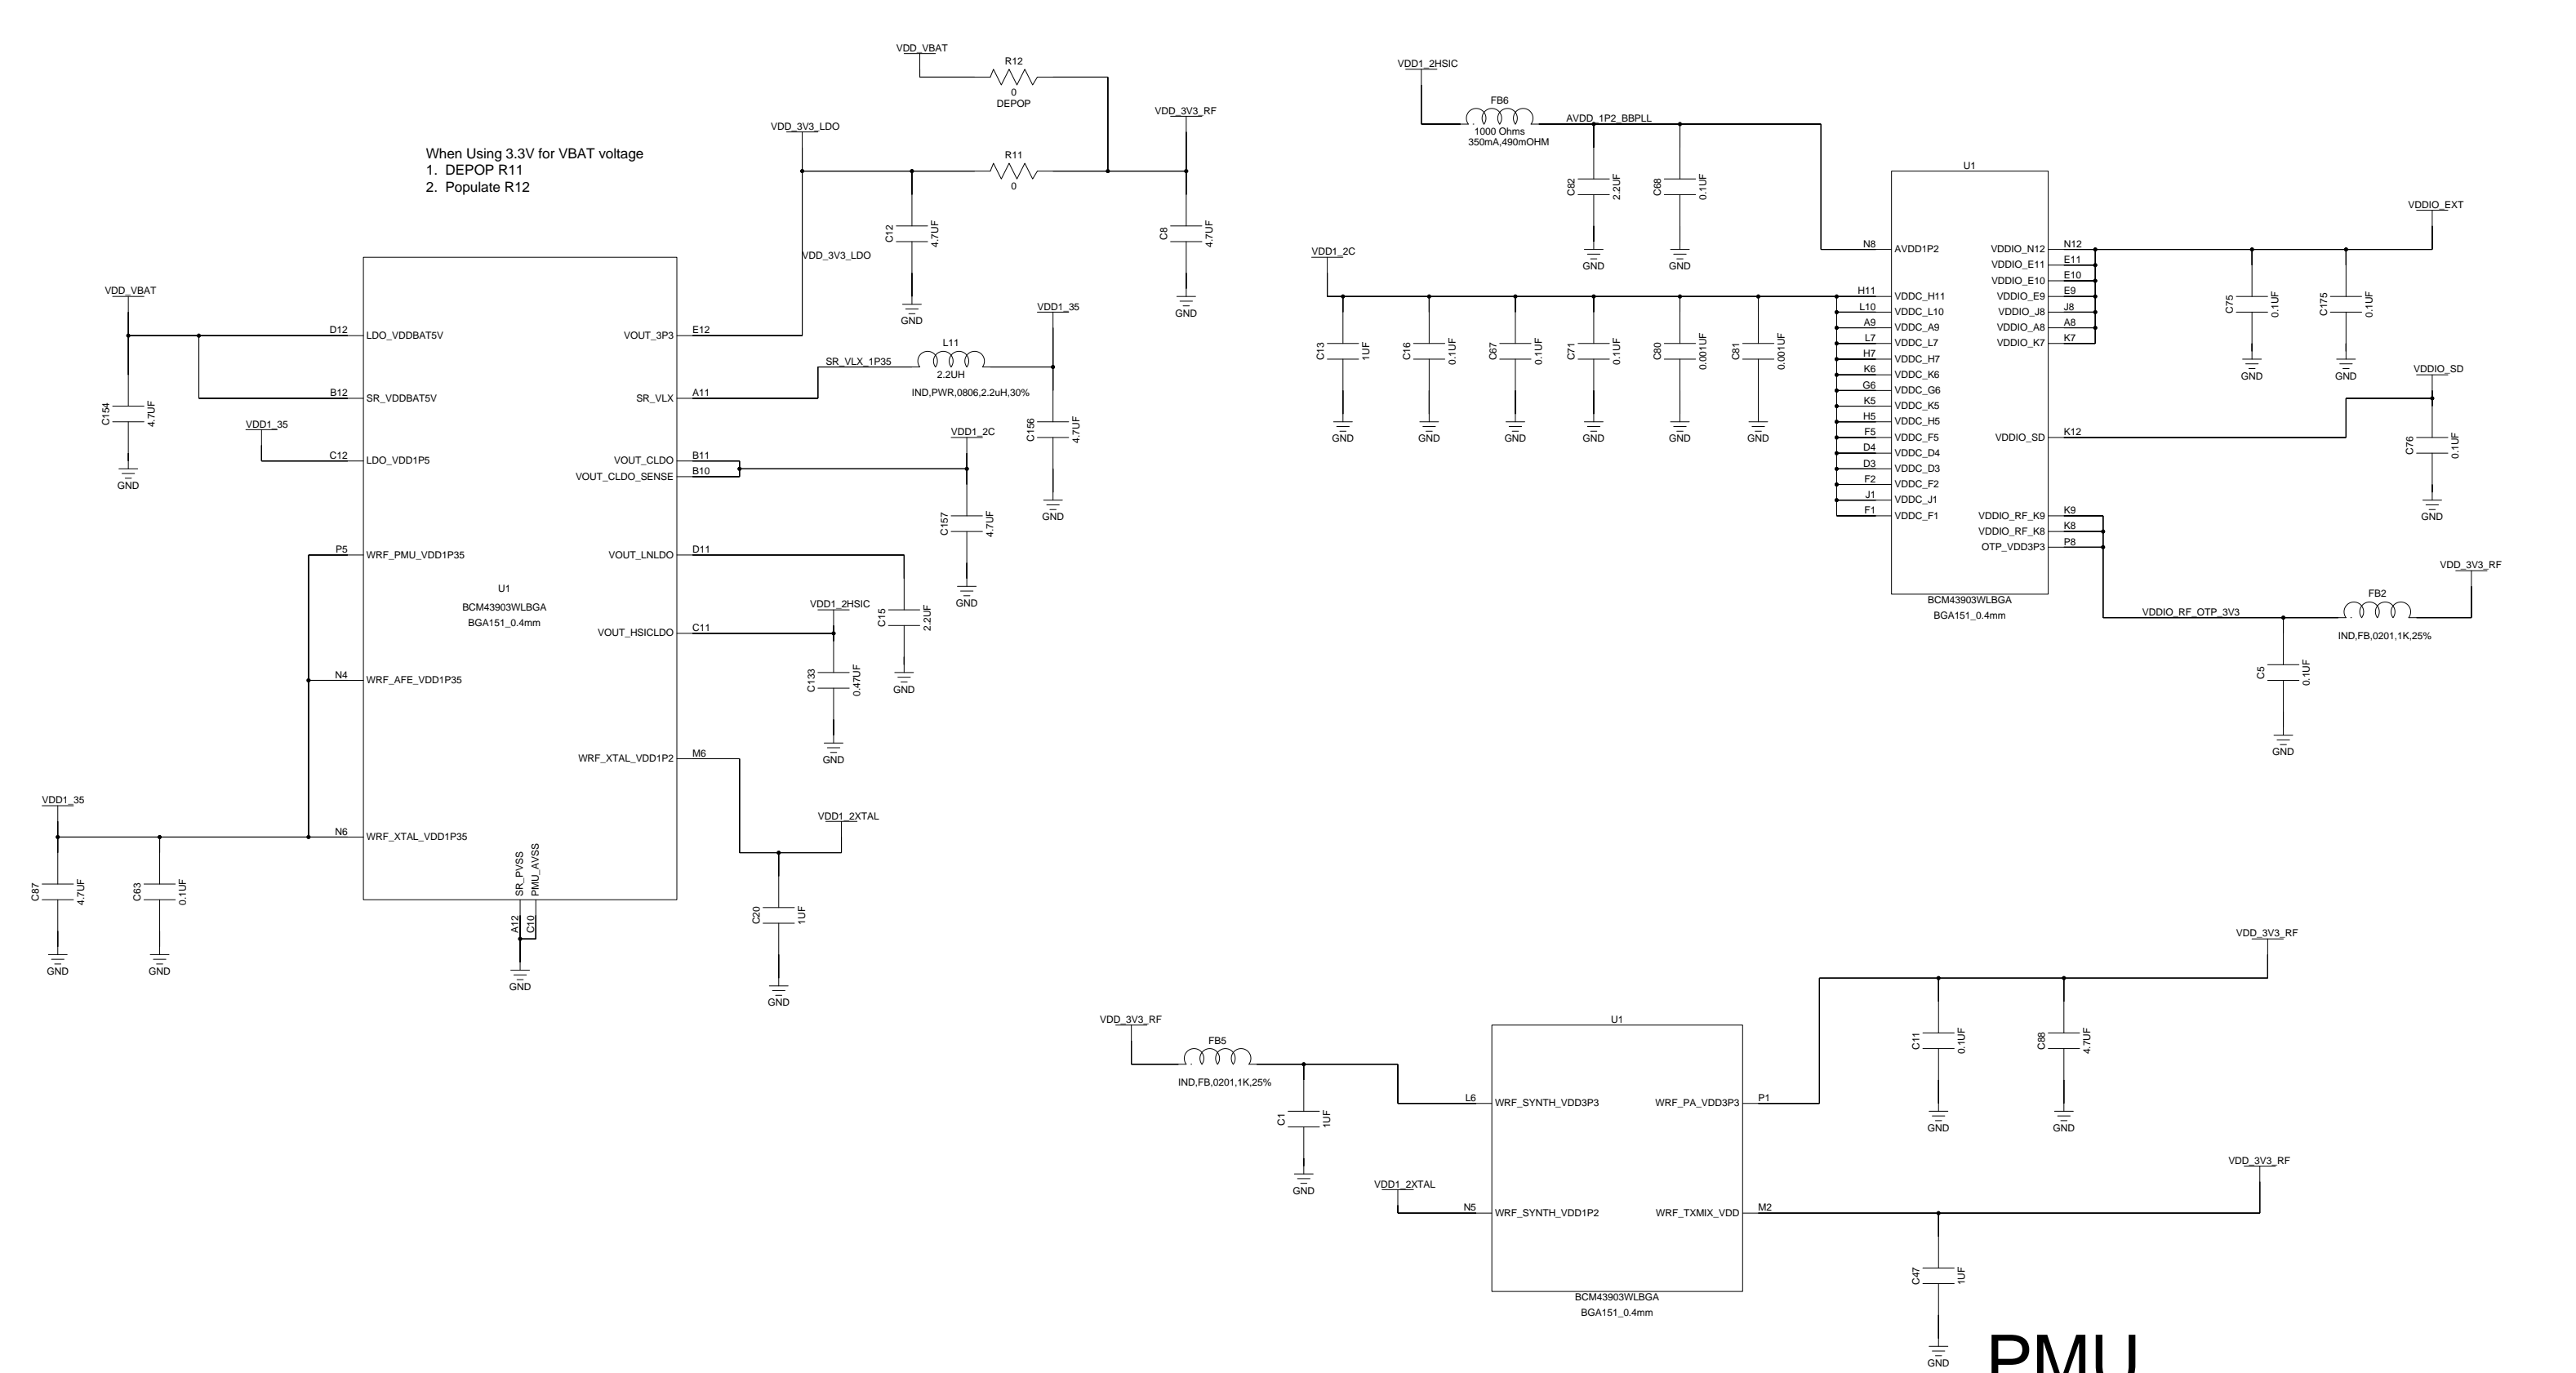 When Using 3.3V for VBAT voltage
1. DEPOP R11
2. Populate R12
VDD_VBAT
R12
0
DEPOP
VDD_3V3_LDO
R11
0
VDD_3V3_RF
C12
4.7UF
GND
C8
4.7UF
GND
VDD_3V3_LDO
VDD_VBAT
C154
4.7UF
GND
VDD1_35
D12
LDO_VDDBAT5V
B12
SR_VDDBAT5V
C12
LDO_VDD1P5
P5
WRF_PMU_VDD1P35
N4
WRF_AFE_VDD1P35
N6
WRF_XTAL_VDD1P35
U1
BCM43903WLBGA
BGA151_0.4mm
VDD1_35
C87
4.7UF
GND
C63
0.1UF
GND
SR_PVSS
PMU_AVSS
A12
C10
GND
VOUT_3P3
E12
SR_VLX
A11
SR_VLX_1P35
L11
2.2UH
IND,PWR,0806,2.2uH,30%
VDD1_35
C156
4.7UF
GND
VOUT_CLDO
B11
VOUT_CLDO_SENSE
B10
VDD1_2C
C157
4.7UF
GND
VOUT_LNLDO
D11
C15
2.2UF
GND
VOUT_HSICLDO
C11
VDD1_2HSIC
C133
0.47UF
GND
WRF_XTAL_VDD1P2
M6
VDD1_2XTAL
C20
1UF
GND
VDD1_2HSIC
FB6
1000 Ohms
350mA,490mOHM
AVDD_1P2_BBPLL
C82
2.2UF
GND
C68
0.1UF
GND
VDD1_2C
C13
1UF
GND
C16
0.1UF
GND
C67
0.1UF
GND
C71
0.1UF
GND
C80
0.001UF
GND
C81
0.001UF
GND
U1
N8
AVDD1P2
H11
VDDC_H11
L10
VDDC_L10
A9
VDDC_A9
L7
VDDC_L7
H7
VDDC_H7
K6
VDDC_K6
G6
VDDC_G6
K5
VDDC_K5
H5
VDDC_H5
F5
VDDC_F5
D4
VDDC_D4
D3
VDDC_D3
F2
VDDC_F2
J1
VDDC_J1
F1
VDDC_F1
VDDIO_N12
N12
VDDIO_E11
E11
VDDIO_E10
E10
VDDIO_E9
E9
VDDIO_J8
J8
VDDIO_A8
A8
VDDIO_K7
K7
VDDIO_SD
K12
VDDIO_RF_K9
K9
VDDIO_RF_K8
K8
OTP_VDD3P3
P8
BCM43903WLBGA
BGA151_0.4mm
VDDIO_EXT
C75
0.1UF
GND
C175
0.1UF
GND
VDDIO_SD
C76
0.1UF
GND
VDD_3V3_RF
FB2
IND,FB,0201,1K,25%
VDDIO_RF_OTP_3V3
C5
0.1UF
GND
VDD_3V3_RF
FB5
IND,FB,0201,1K,25%
C1
1UF
GND
VDD1_2XTAL
U1
L6
WRF_SYNTH_VDD3P3
N5
WRF_SYNTH_VDD1P2
WRF_PA_VDD3P3
P1
WRF_TXMIX_VDD
M2
BCM43903WLBGA
BGA151_0.4mm
VDD_3V3_RF
C11
0.1UF
GND
C88
4.7UF
GND
VDD_3V3_RF
C47
1UF
GND
PMU